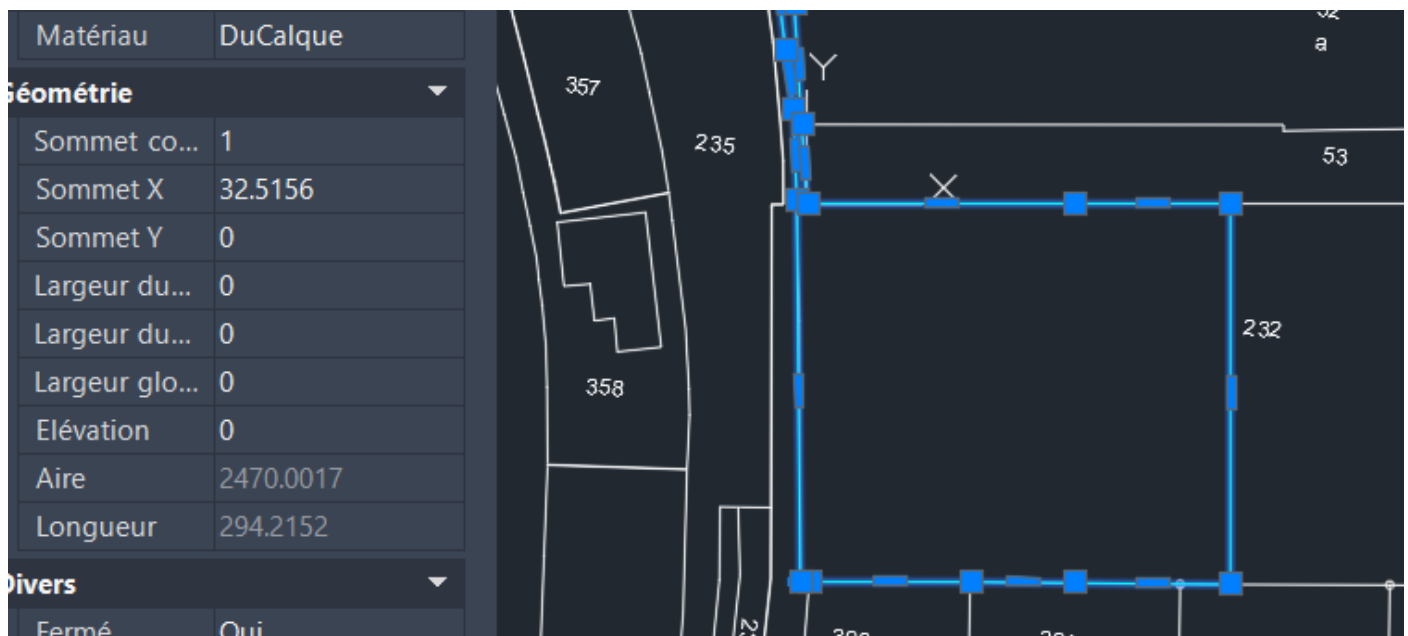 Matériau DuCalque
Géométrie
Sommet co... 1
Sommet X 32.5156
Sommet Y 0
Largeur du... 0
Largeur du... 0
Largeur glo... 0
Elévation 0
Aire 2470.0017
Longueur 294.2152
Divers
Fermé Oui
a
Y
357
235
53
X
232
358